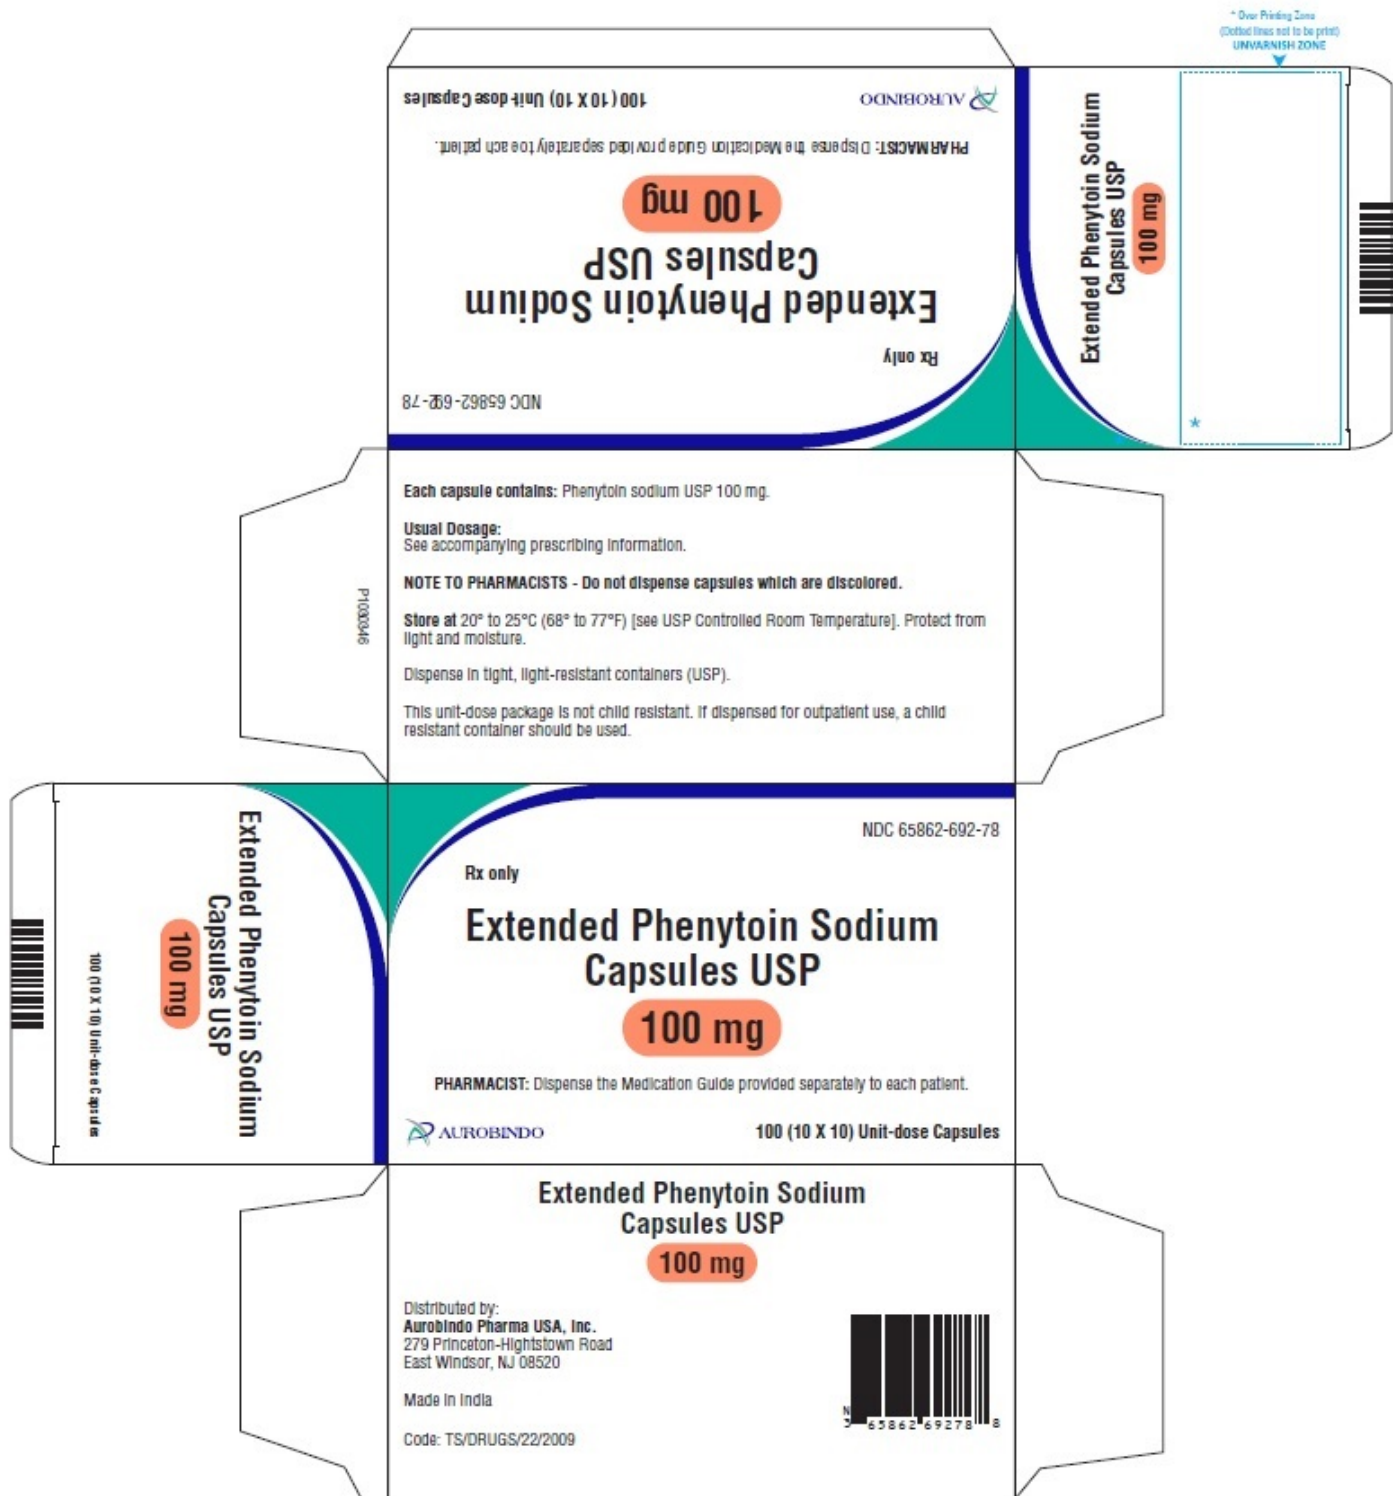 * Over Printing Zone
(Dotted lines not to be print)
UNVARNISH ZONE
100 (10 X 10) Unit-dose Capsules
AUROBINDO
PHARMACIST: Dispense the Medication Guide provided separately to each patient.
100 mg
Extended Phenytoin Sodium
Capsules USP
Rx only
NDC 65862-692-78
Extended Phenytoin Sodium
Capsules USP
100 mg
*
Each capsule contains: Phenytoin sodium USP 100 mg.
Usual Dosage:
See accompanying prescribing information.
NOTE TO PHARMACISTS - Do not dispense capsules which are discolored.
Store at 20° to 25°C (68° to 77°F) [see USP Controlled Room Temperature]. Protect from
light and moisture.
Dispense in tight, light-resistant containers (USP).
This unit-dose package is not child resistant. If dispensed for outpatient use, a child
resistant container should be used.
P1030346
Extended Phenytoin Sodium
Capsules USP
100 mg
100 (10 X 10) Unit-dose Capsules
NDC 65862-692-78
Rx only
Extended Phenytoin Sodium
Capsules USP
100 mg
PHARMACIST: Dispense the Medication Guide provided separately to each patient.
AUROBINDO
100 (10 X 10) Unit-dose Capsules
Extended Phenytoin Sodium
Capsules USP
100 mg
Distributed by:
Aurobindo Pharma USA, Inc.
279 Princeton-Hightstown Road
East Windsor, NJ 08520
Made in India
Code: TS/DRUGS/22/2009
N
3 65862 69278 8